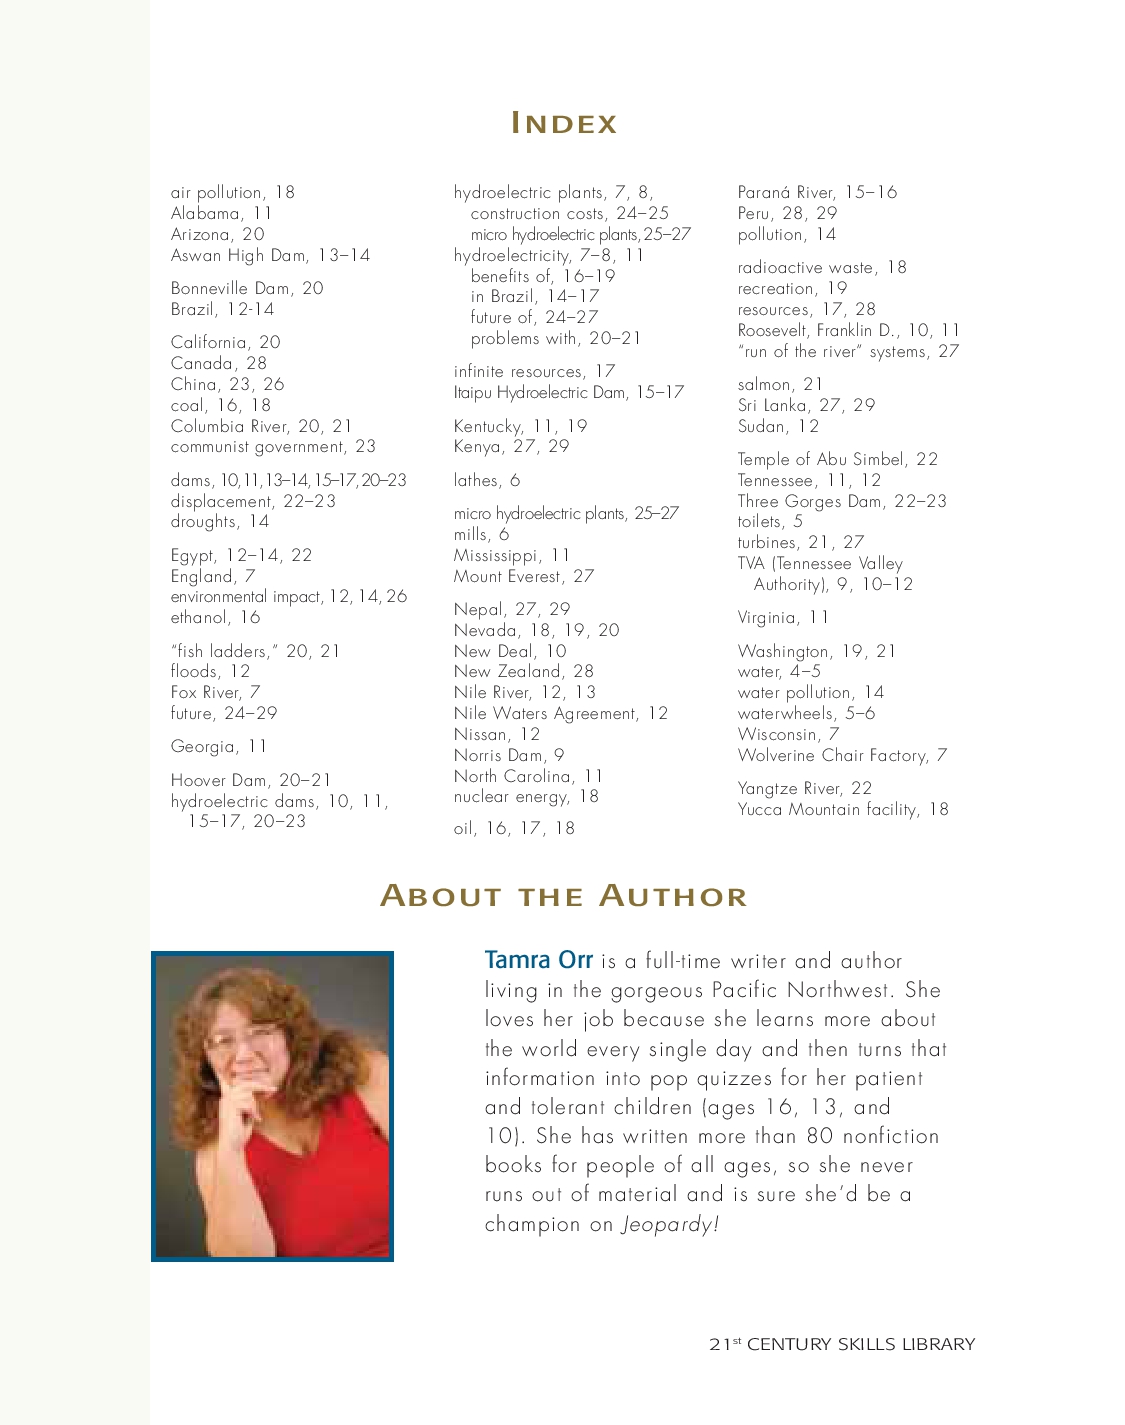 INDEX
air pollution, 18
Alabama, 11
Arizona, 20
Aswan High Dam, 13–14
Bonneville Dam, 20
Brazil, 12-14
California, 20
Canada, 28
China, 23, 26
coal, 16, 18
Columbia River, 20, 21
communist government, 23
dams, 10,11,13–14,15–17,20–23
displacement, 22–23
droughts, 14
Egypt, 12–14, 22
England, 7
environmental impact, 12, 14, 26
ethanol, 16
“fish ladders,” 20, 21
floods, 12
Fox River, 7
future, 24–29
Georgia, 11
Hoover Dam, 20–21
hydroelectric dams, 10, 11,
15–17, 20–23
hydroelectric plants, 7, 8,
construction costs, 24–25
micro hydroelectric plants, 25–27
hydroelectricity, 7–8, 11
benefits of, 16–19
in Brazil, 14–17
future of, 24–27
problems with, 20–21
infinite resources, 17
Itaipu Hydroelectric Dam, 15–17
Kentucky, 11, 19
Kenya, 27, 29
lathes, 6
micro hydroelectric plants, 25–27
mills, 6
Mississippi, 11
Mount Everest, 27
Nepal, 27, 29
Nevada, 18, 19, 20
New Deal, 10
New Zealand, 28
Nile River, 12, 13
Nile Waters Agreement, 12
Nissan, 12
Norris Dam, 9
North Carolina, 11
nuclear energy, 18
oil, 16, 17, 18
Paraná River, 15–16
Peru, 28, 29
pollution, 14
radioactive waste, 18
recreation, 19
resources, 17, 28
Roosevelt, Franklin D., 10, 11
“run of the river” systems, 27
salmon, 21
Sri Lanka, 27, 29
Sudan, 12
Temple of Abu Simbel, 22
Tennessee, 11, 12
Three Gorges Dam, 22–23
toilets, 5
turbines, 21, 27
TVA (Tennessee Valley
Authority), 9, 10–12
Virginia, 11
Washington, 19, 21
water, 4–5
water pollution, 14
waterwheels, 5–6
Wisconsin, 7
Wolverine Chair Factory, 7
Yangtze River, 22
Yucca Mountain facility, 18
ABOUT THE AUTHOR
Tamra Orr is a full-time writer and author
living in the gorgeous Pacific Northwest. She
loves her job because she learns more about
the world every single day and then turns that
information into pop quizzes for her patient
and tolerant children (ages 16, 13, and
10). She has written more than 80 nonfiction
books for people of all ages, so she never
runs out of material and is sure she’d be a
champion on Jeopardy!
21st CENTURY SKILLS LIBRARY